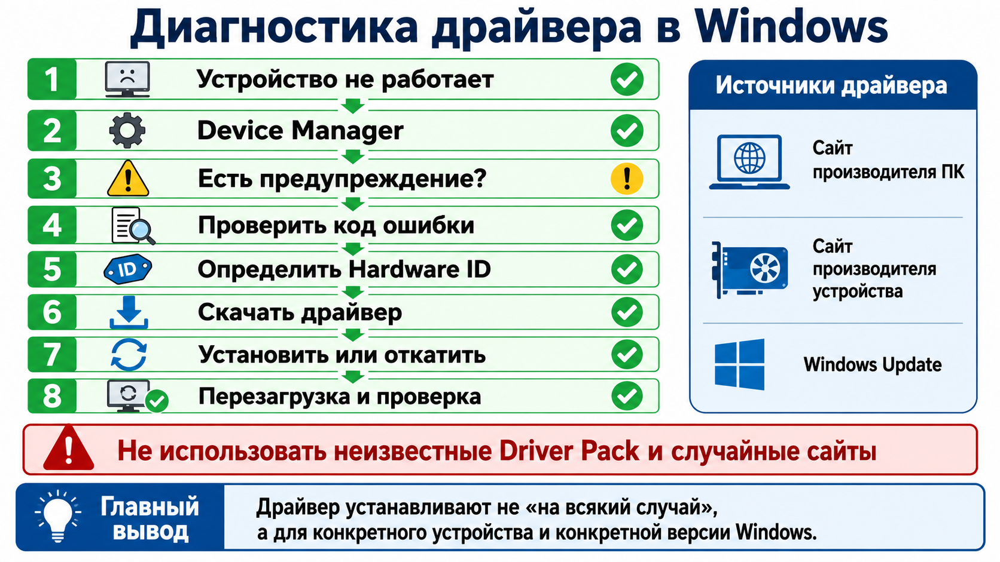 Диагностика драйвера в Windows
1
Устройство не работает
2
Device Manager
3
Есть предупреждение?
4
Проверить код ошибки
5
ID
Определить Hardware ID
6
Скачать драйвер
7
Установить или откатить
8
Перезагрузка и проверка
Источники драйвера
Сайт
производителя ПК
Сайт
производителя
устройства
Windows Update
Не использовать неизвестные Driver Pack и случайные сайты
Главный
вывод
Драйвер устанавливают не «на всякий случай»,
а для конкретного устройства и конкретной версии Windows.